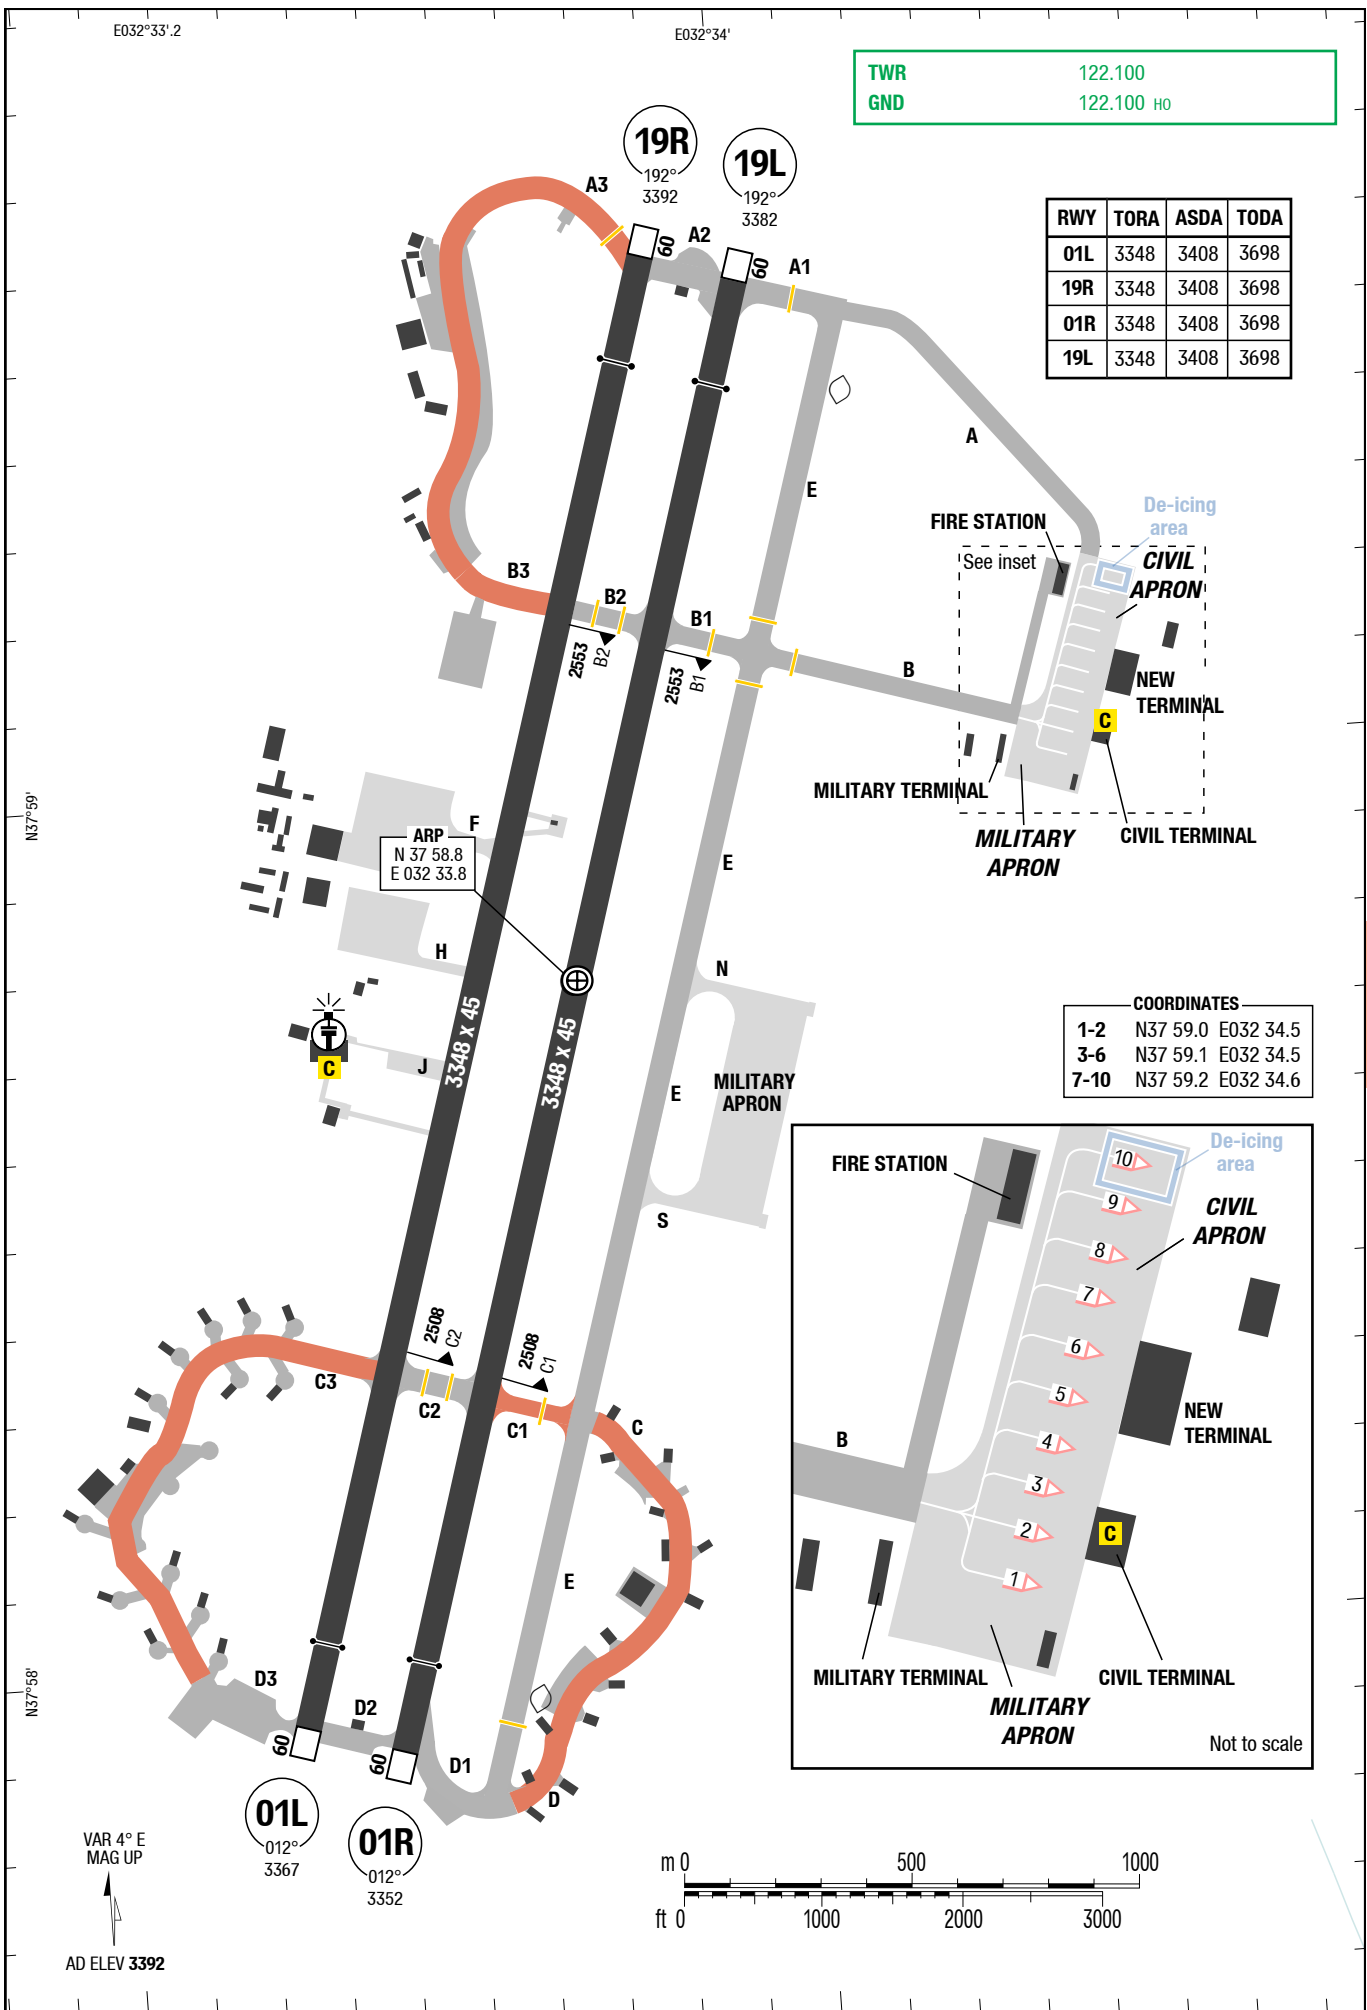 E032°33'.2
E032°34'
TWR 122.100
GND 122.100 HO
19R
192°
3392
19L
192°
3382
RWY TORA ASDA TODA
01L 3348 3408 3698
19R 3348 3408 3698
01R 3348 3408 3698
19L 3348 3408 3698
A3
60
A2
60
A1
A
E
FIRE STATION
De-icing
area
See inset
CIVIL
APRON
B3
B2
B1
2553
B2
2553
B1
B
NEW
TERMINAL
C
MILITARY TERMINAL
MILITARY
APRON
CIVIL TERMINAL
N37°59'
F
ARP
N 37 58.8
E 032 33.8
E
H
N
3348 x 45
3348 x 45
C
J
E
MILITARY
APRON
S
COORDINATES
1-2 N37 59.0 E032 34.5
3-6 N37 59.1 E032 34.5
7-10 N37 59.2 E032 34.6
FIRE STATION
De-icing
area
10
9
8
7
6
5
4
3
2
1
CIVIL
APRON
NEW
TERMINAL
B
C
MILITARY TERMINAL
CIVIL TERMINAL
MILITARY
APRON
Not to scale
2508
C2
2508
C1
C3
C2
C1
C
E
D3
D2
D1
D
60
60
N37°58'
01L
012°
3367
01R
012°
3352
VAR 4° E
MAG UP
AD ELEV 3392
m 0 500 1000
ft 0 1000 2000 3000